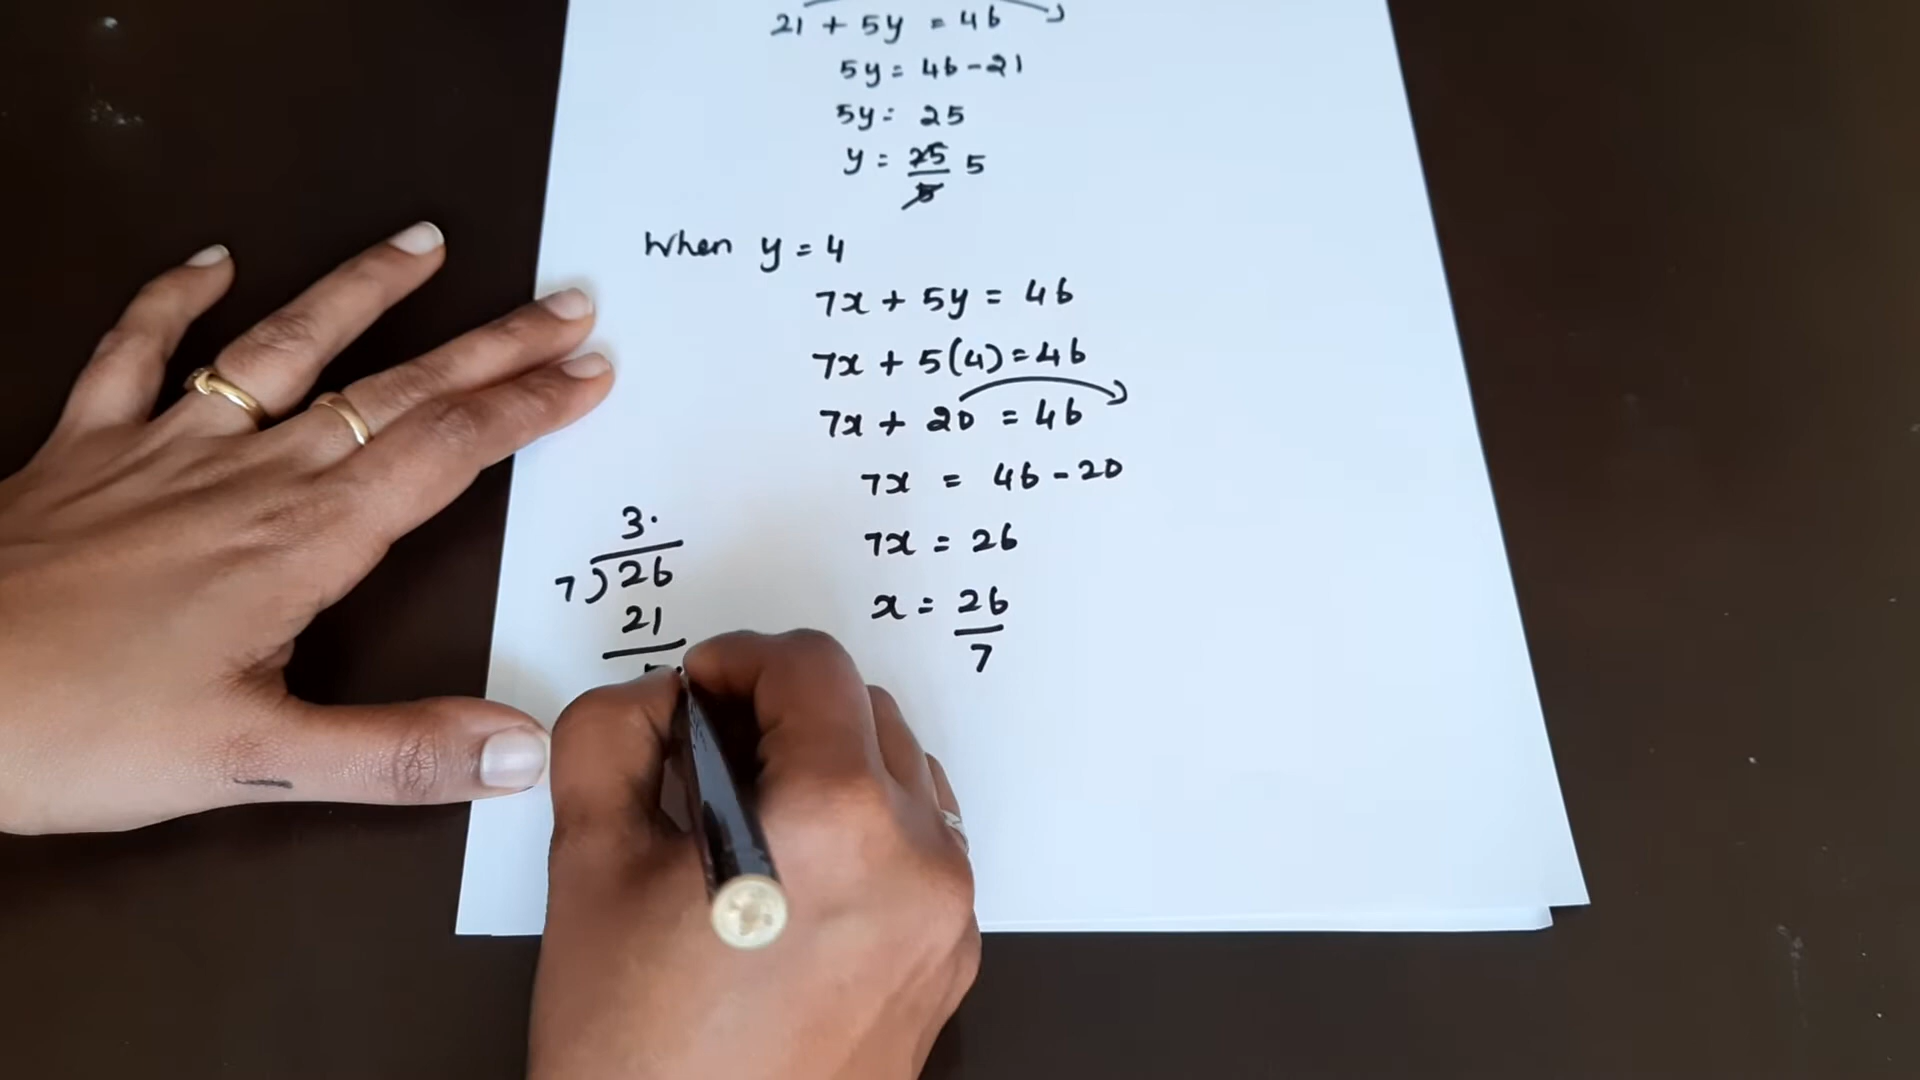 21 + 5y = 46
5y = 46 - 21
5y = 25
y = 25/5 5
When y = 4
7x + 5y = 46
7x + 5(4) = 46
7x + 20 = 46
7x = 46 - 20
7x = 26
x = 26/7
3.
7)26
21